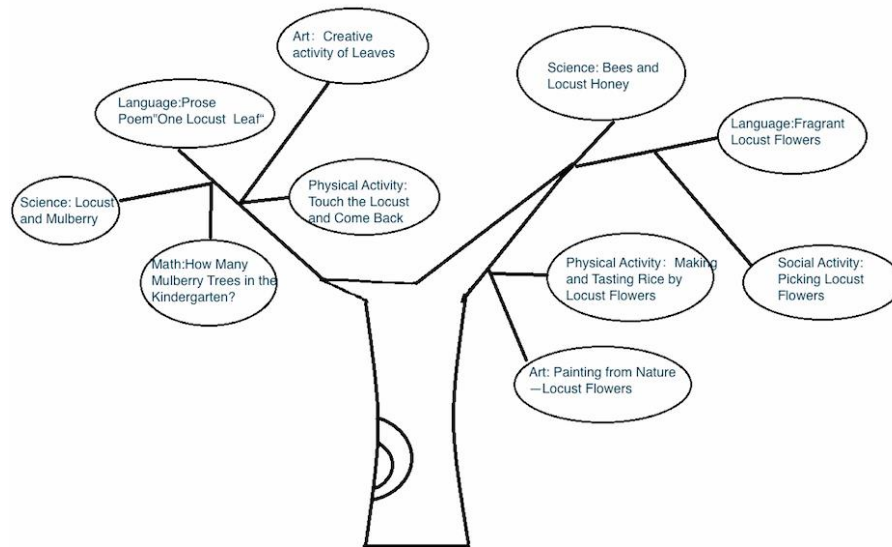 Art: Creative
activity of Leaves
Science: Bees and
Locust Honey
Language:Prose
Poem"One Locust Leaf“
Language:Fragrant
Locust Flowers
Physical Activity:
Touch the Locust
and Come Back
Science: Locust
and Mulberry
Math:How Many
Mulberry Trees in the
Kindergarten?
Physical Activity: Making
and Tasting Rice by
Locust Flowers
Social Activity:
Picking Locust
Flowers
Art: Painting from Nature
—Locust Flowers